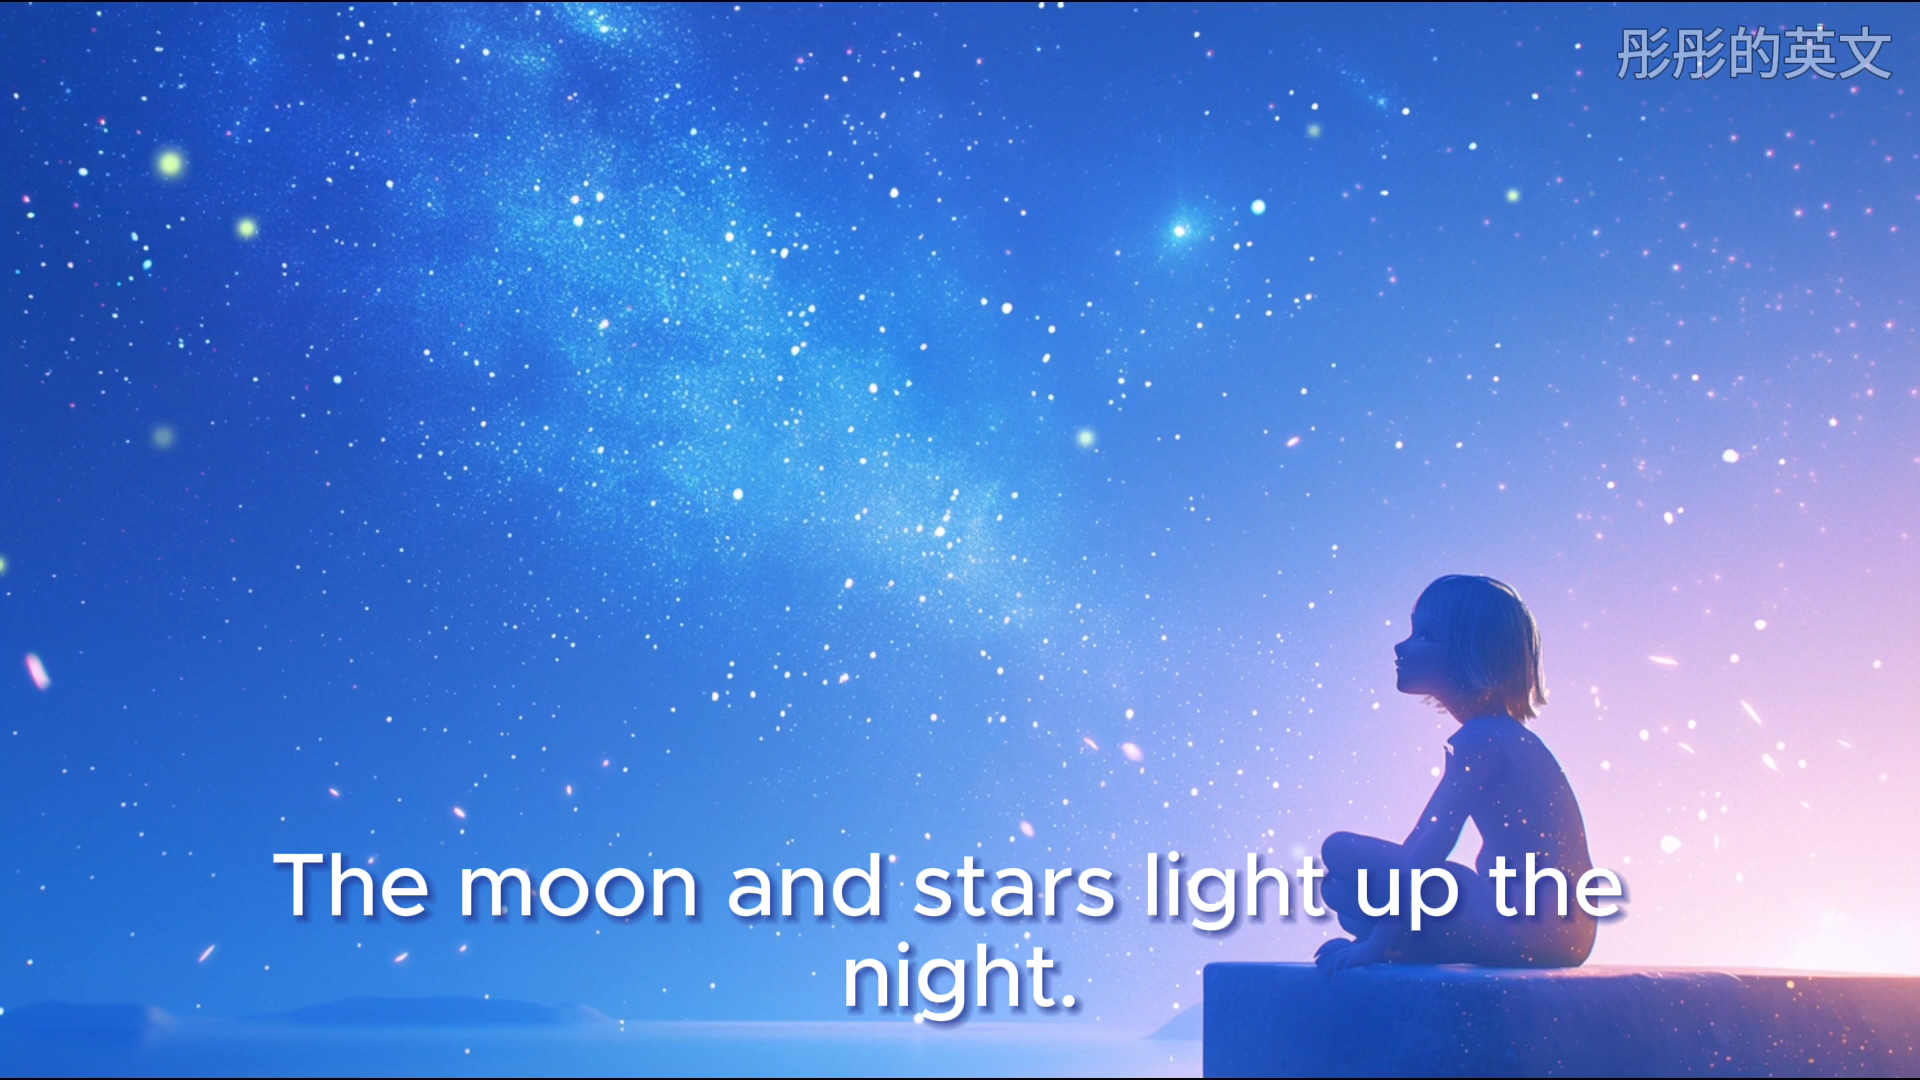 彤彤的英文
The moon and stars light up the
night.